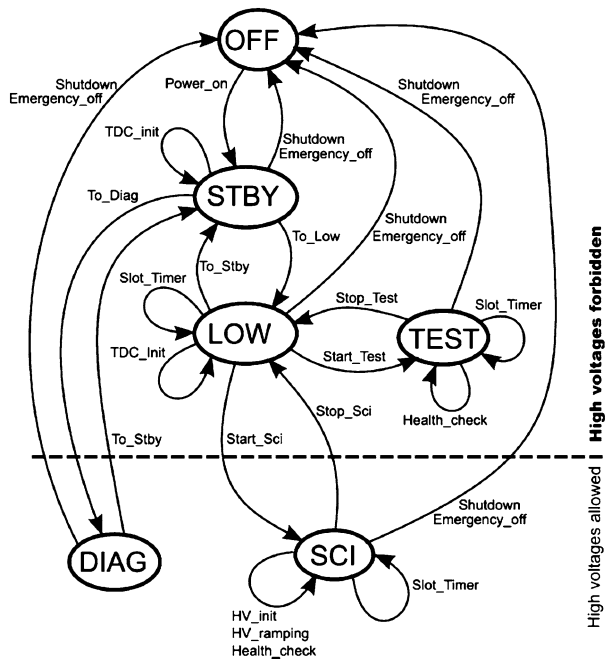 OFF
Shutdown
Emergency_off
Power_on
Shutdown
Emergency_off
TDC_init
Shutdown
Emergency_off
To_Diag
STBY
To_Low
Shutdown
Emergency_off
To_Stby
Slot_Timer
Stop_Test
Slot_Timer
LOW
TEST
TDC_Init
Start_Test
Health_check
Stop_Sci
To_Stby
Start_Sci
High voltages forbidden
High voltages allowed
Shutdown
Emergency_off
DIAG
SCI
Slot_Timer
HV_init
HV_ramping
Health_check